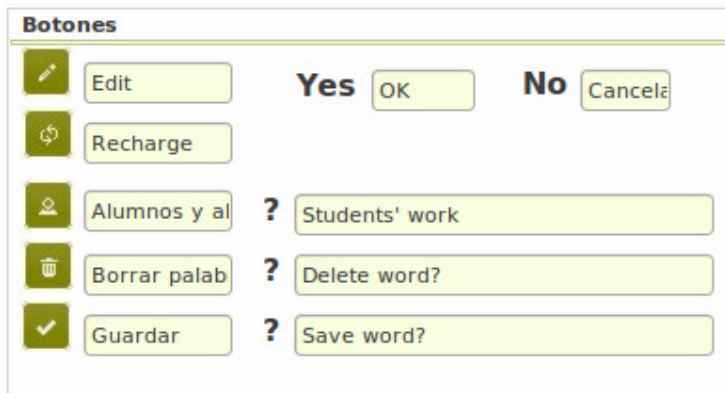 Botones
Edit Yes OK No Cancela
Recharge
Alumnos y al ? Students' work
Borrar palab ? Delete word?
Guardar ? Save word?